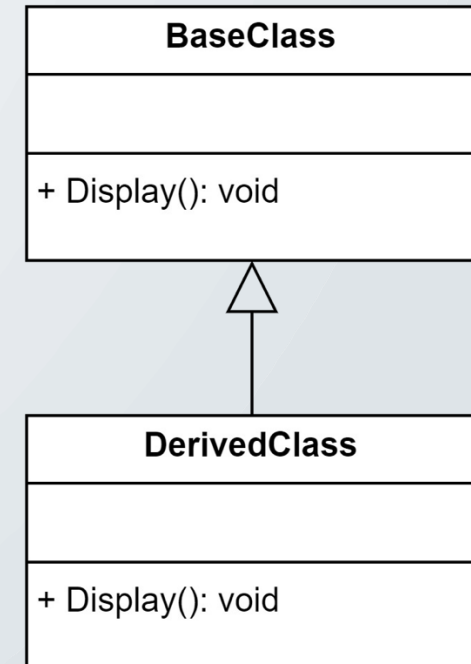 BaseClass
+ Display(): void
DerivedClass
+ Display(): void